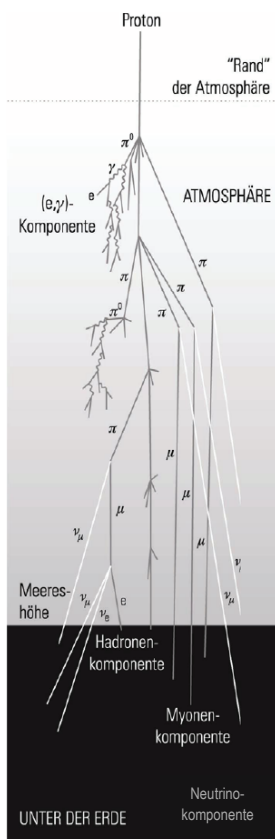 Proton
"Rand"
der Atmosphäre
π⁰
γ
e
(e,γ)-
Komponente
ATMOSPHÄRE
π
π
π
π
π⁰
π
μ
μ
μ
ν_μ
μ
ν_μ
Meeres-
höhe
ν_μ
ν_e
e
Hadronen-
komponente
Myonen-
komponente
Neutrino-
komponente
UNTER DER ERDE